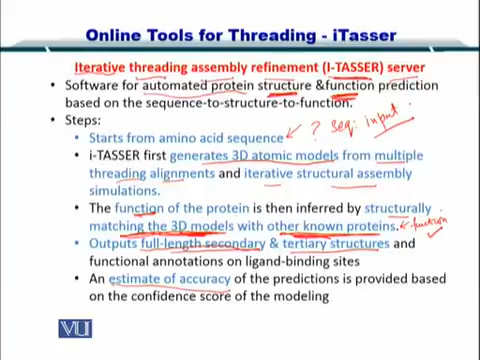 Online Tools for Threading - iTasser
Iterative threading assembly refinement (I-TASSER) server
• Software for automated protein structure & function prediction
based on the sequence-to-structure-to-function.
• Steps:
▶Starts from amino acid sequence ? seq: input
▶i-TASSER first generates 3D atomic models from multiple
threading alignments and iterative structural assembly
simulations.
▶The function of the protein is then inferred by structurally
matching the 3D models with other known proteins. function
▶Outputs full-length secondary & tertiary structures and
functional annotations on ligand-binding sites
▶An estimate of accuracy of the predictions is provided based
on the confidence score of the modeling
VU